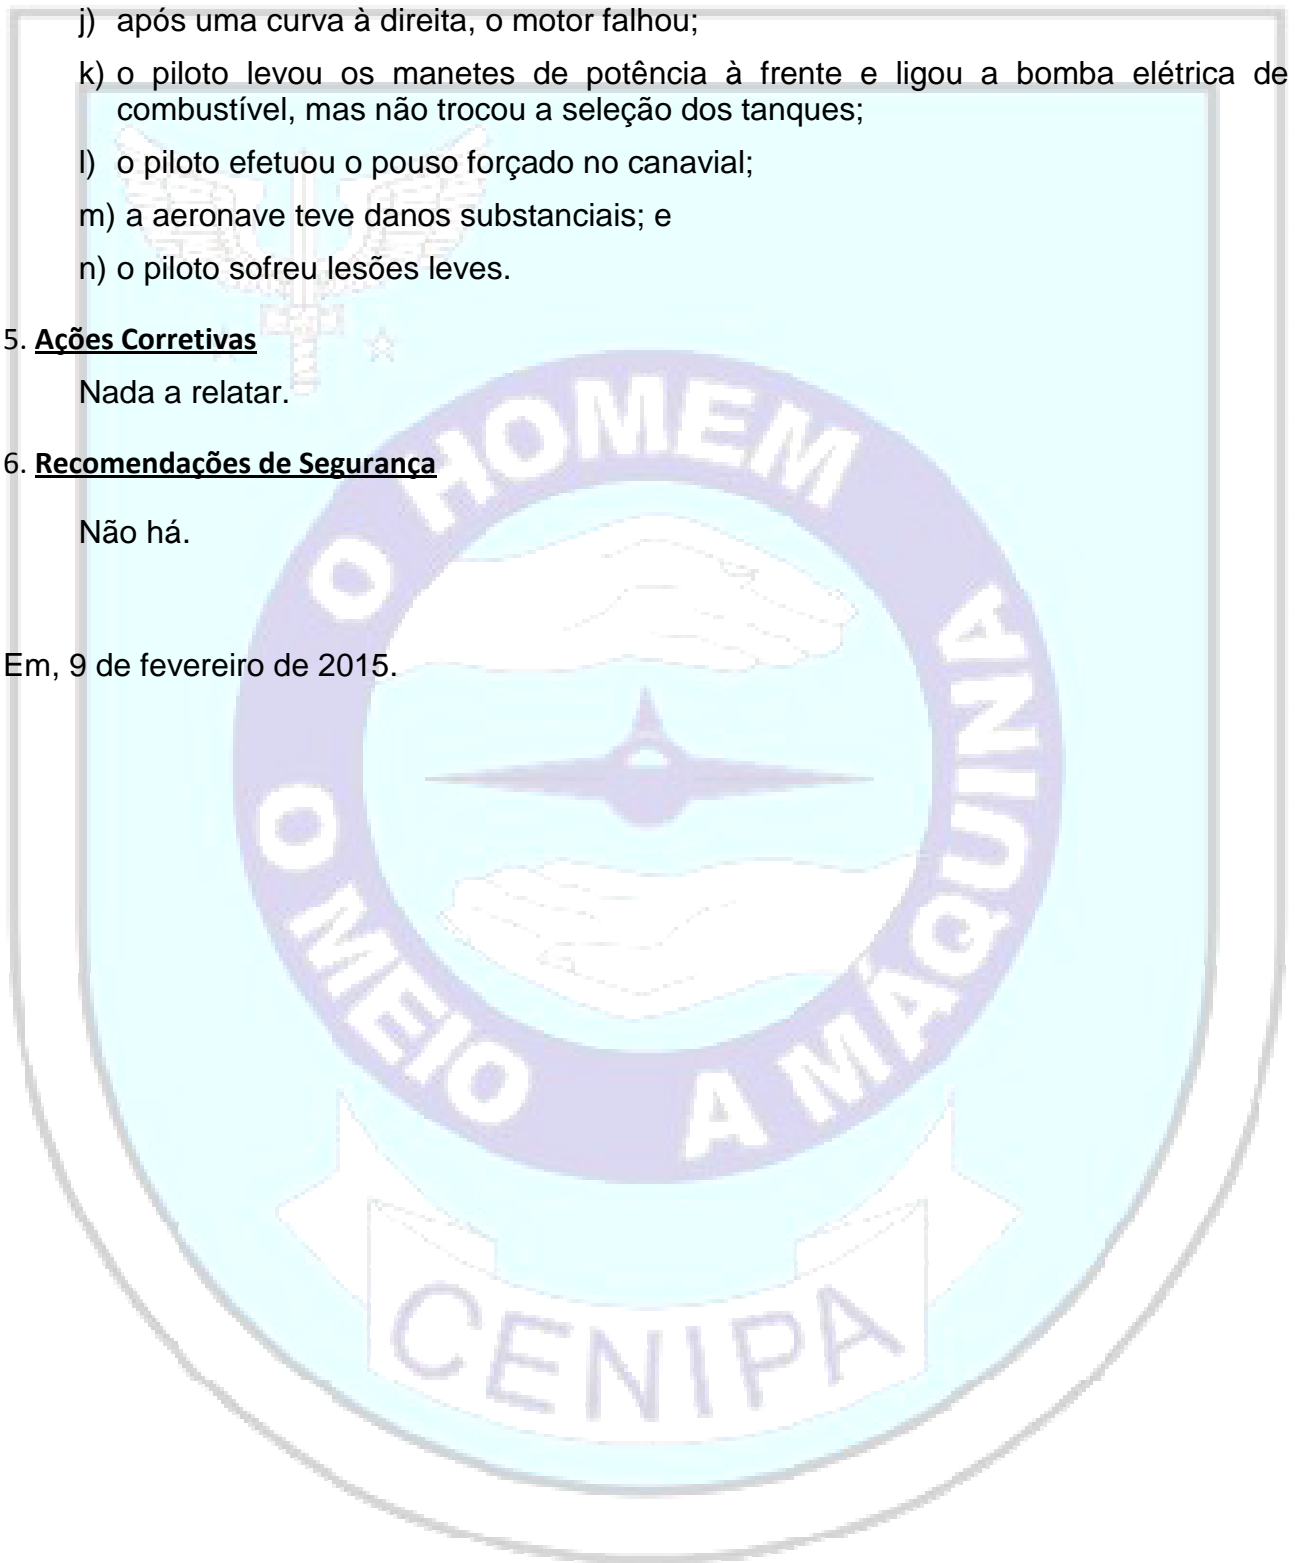 j) após uma curva à direita, o motor falhou;
k) o piloto levou os manetes de potência à frente e ligou a bomba elétrica de
combustível, mas não trocou a seleção dos tanques;
l) o piloto efetuou o pouso forçado no canavial;
m) a aeronave teve danos substanciais; e
n) o piloto sofreu lesões leves.
5. Ações Corretivas
Nada a relatar.
6. Recomendações de Segurança
Não há.
Em, 9 de fevereiro de 2015.
O HOMEM
A MÁQUINA
O MEIO
CENIPA